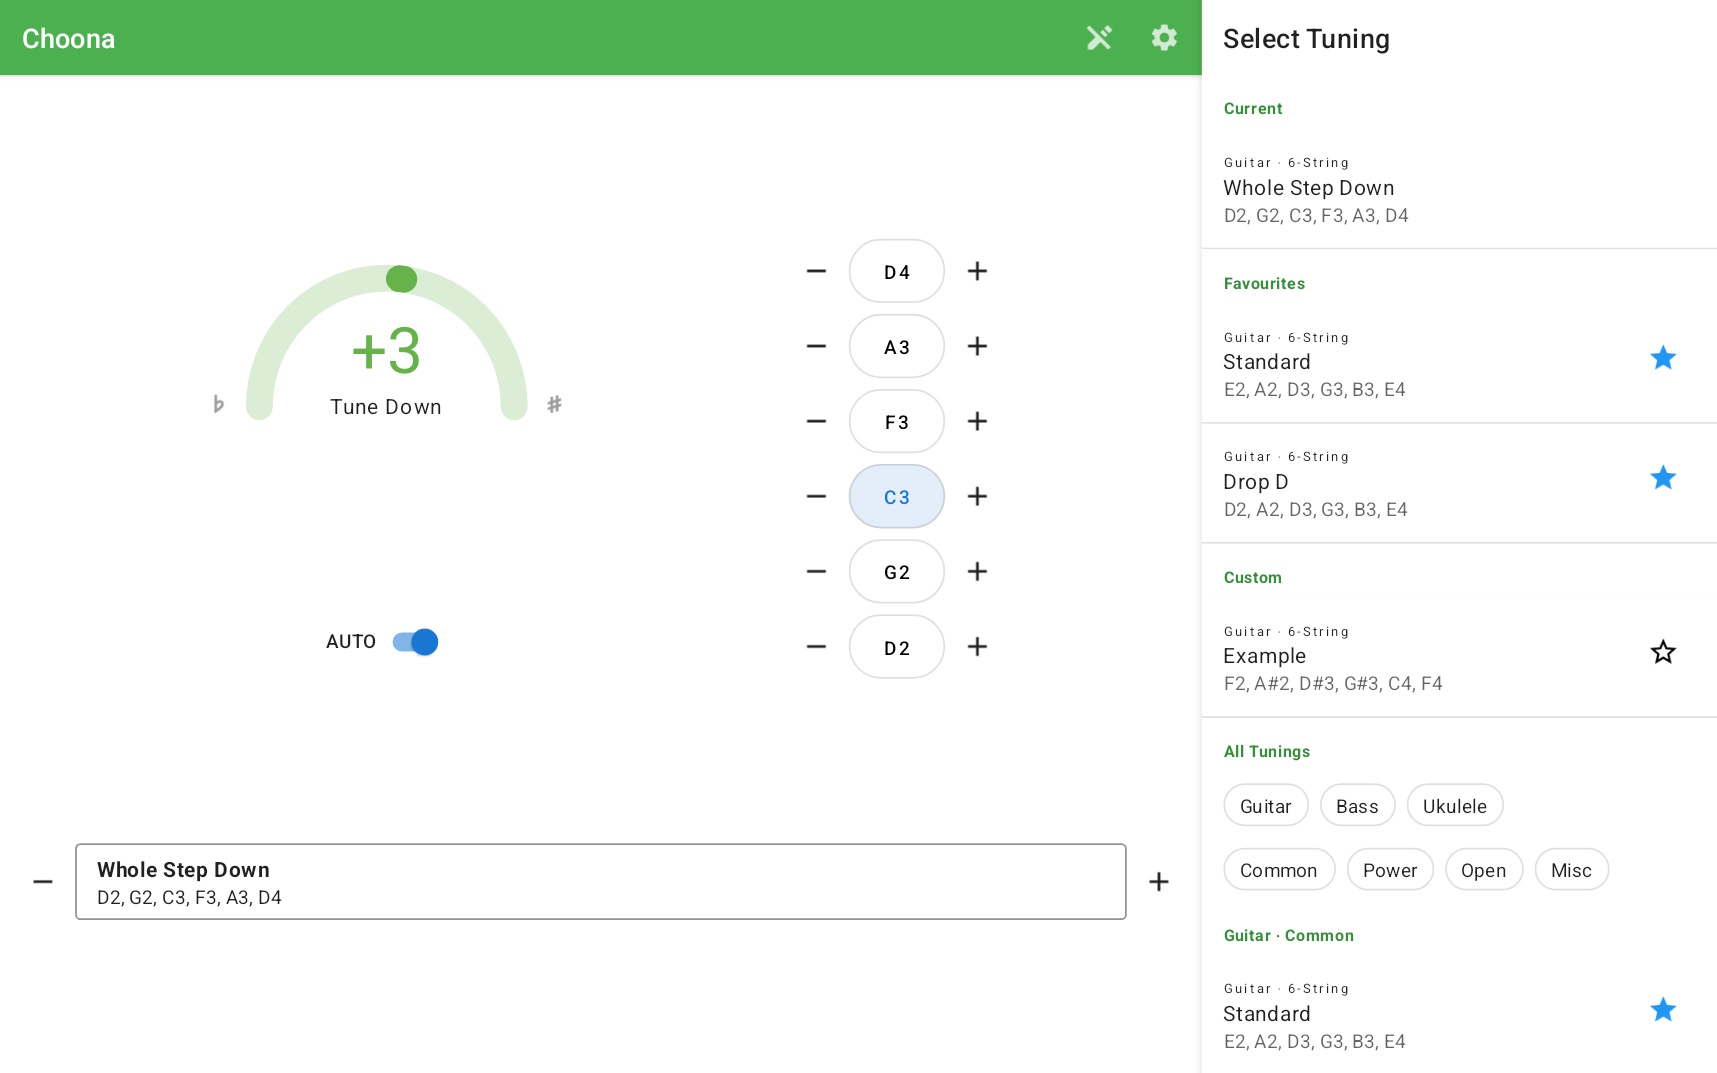 Choona
+3
♭
Tune Down
♯
AUTO
− D4 +
− A3 +
− F3 +
− C3 +
− G2 +
− D2 +
− Whole Step Down +
D2, G2, C3, F3, A3, D4
Select Tuning
Current
Guitar · 6-String
Whole Step Down
D2, G2, C3, F3, A3, D4
Favourites
Guitar · 6-String
Standard
E2, A2, D3, G3, B3, E4
Guitar · 6-String
Drop D
D2, A2, D3, G3, B3, E4
Custom
Guitar · 6-String
Example
F2, A#2, D#3, G#3, C4, F4
All Tunings
Guitar Bass Ukulele
Common Power Open Misc
Guitar · Common
Guitar · 6-String
Standard
E2, A2, D3, G3, B3, E4